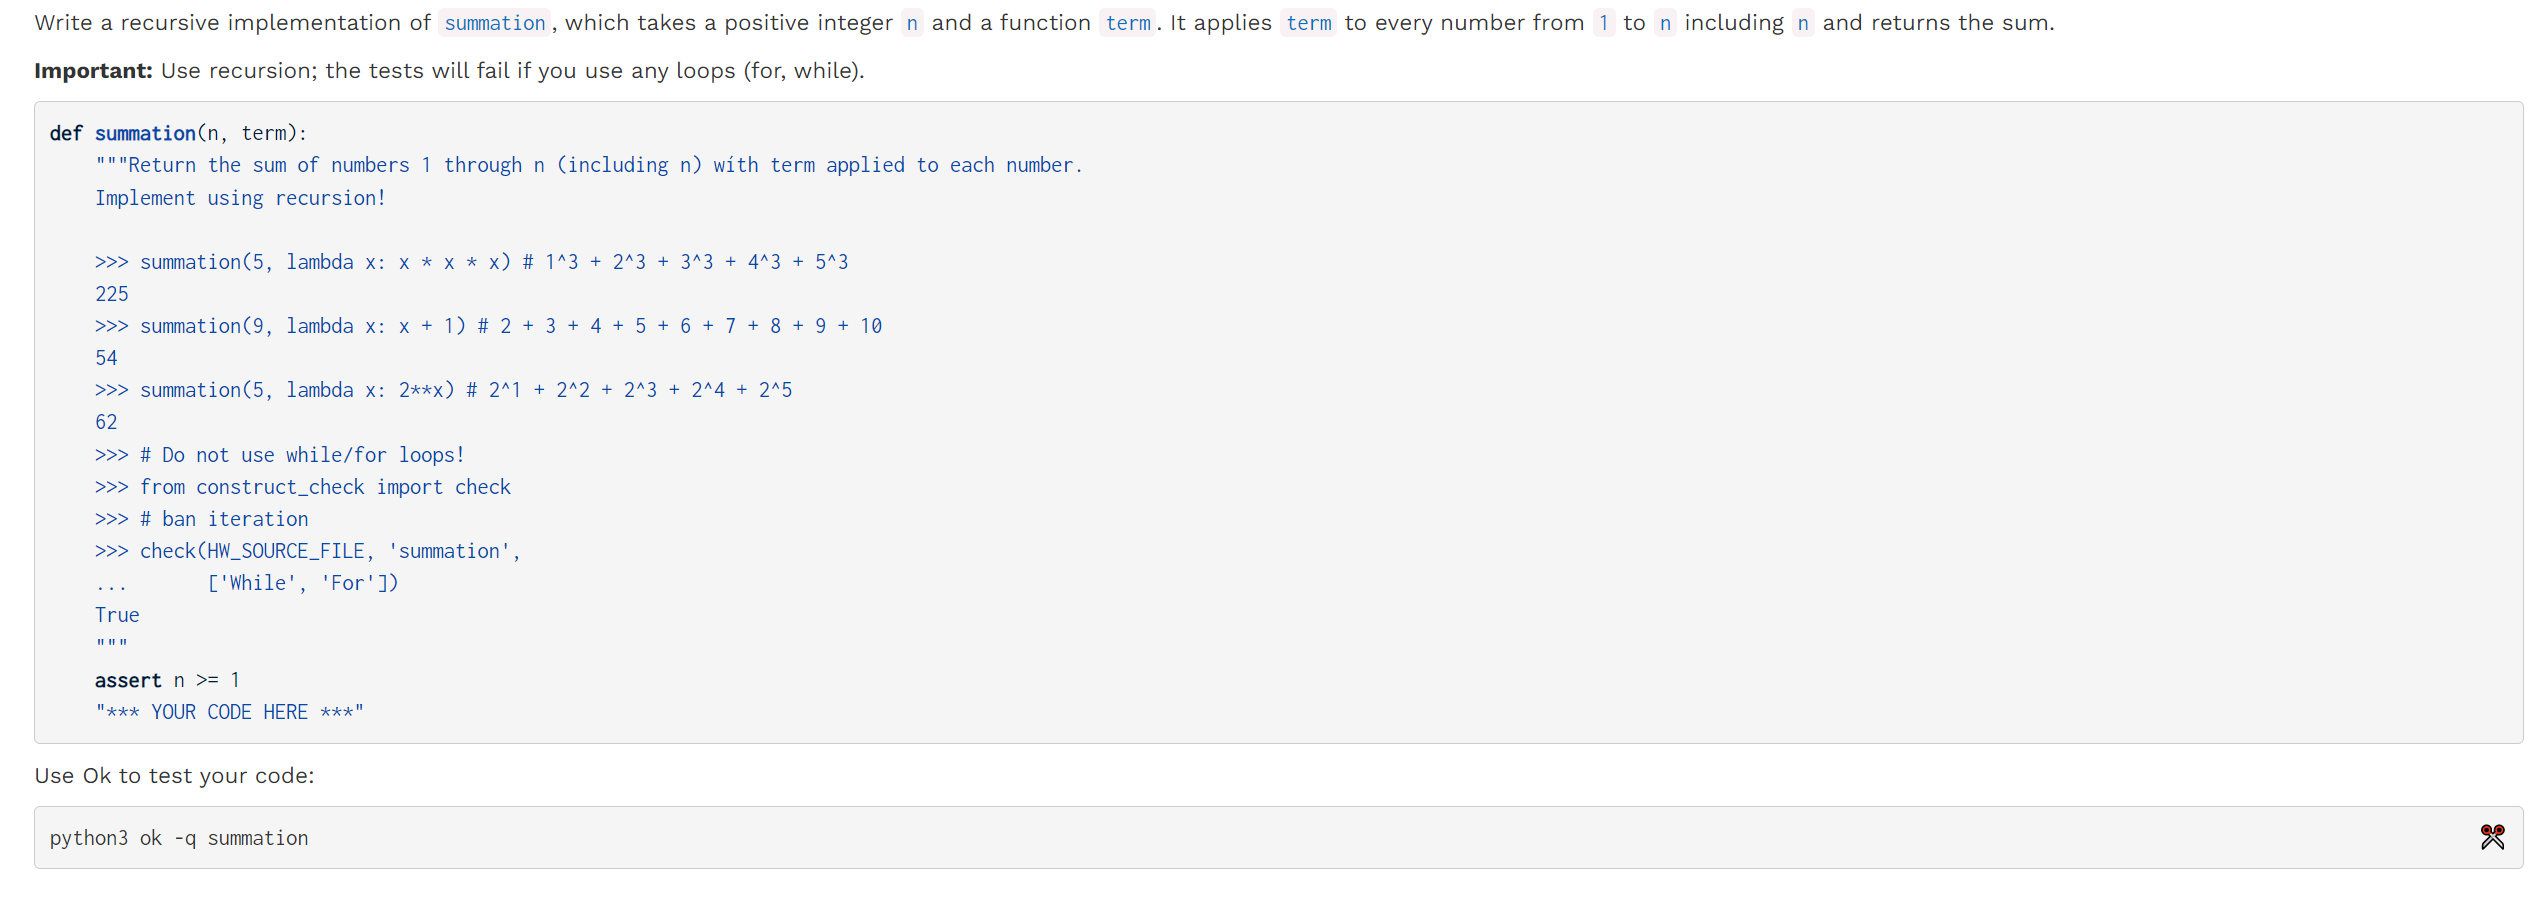 Write a recursive implementation of summation, which takes a positive integer n and a function term. It applies term to every number from 1 to n including n and returns the sum.
Important: Use recursion; the tests will fail if you use any loops (for, while).
def summation(n, term):
    """Return the sum of numbers 1 through n (including n) wíth term applied to each number.
    Implement using recursion!

    >>> summation(5, lambda x: x * x * x) # 1^3 + 2^3 + 3^3 + 4^3 + 5^3
    225
    >>> summation(9, lambda x: x + 1) # 2 + 3 + 4 + 5 + 6 + 7 + 8 + 9 + 10
    54
    >>> summation(5, lambda x: 2**x) # 2^1 + 2^2 + 2^3 + 2^4 + 2^5
    62
    >>> # Do not use while/for loops!
    >>> from construct_check import check
    >>> # ban iteration
    >>> check(HW_SOURCE_FILE, 'summation',
    ...       ['While', 'For'])
    True
    """
    assert n >= 1
    "*** YOUR CODE HERE ***"
Use Ok to test your code:
python3 ok -q summation